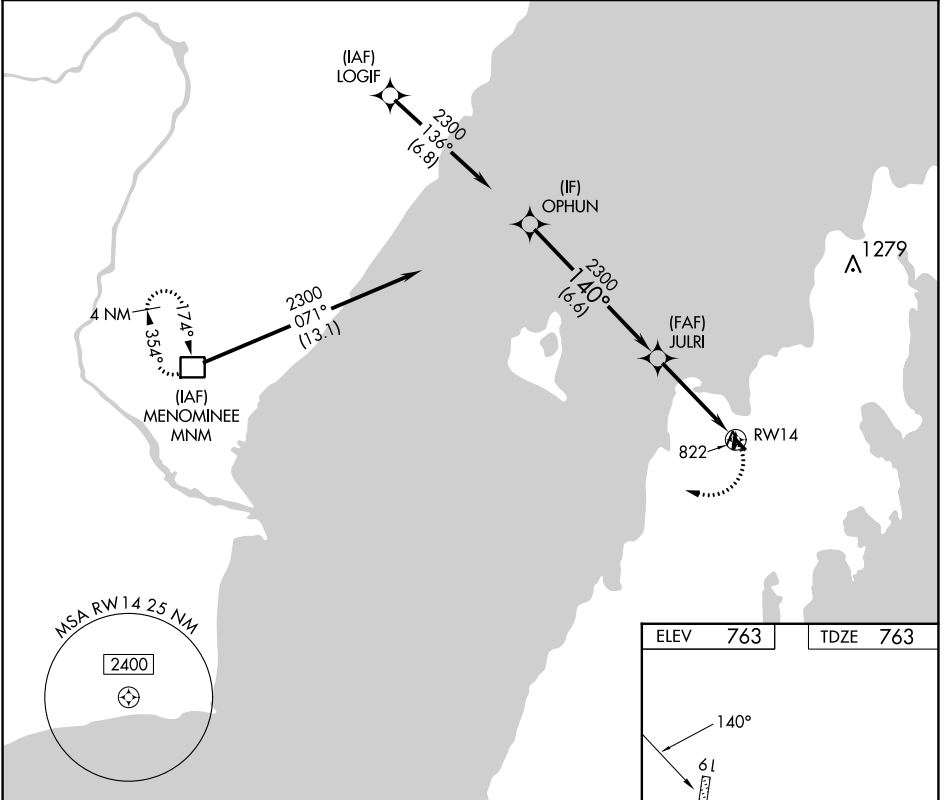 (IAF)
LOGIF
2300
136°
(6.8)
(IF)
OPHUN
1279
2300
140°
(6.6)
2300
071°
(13.1)
4 NM
174°
354°
(FAF)
JULRI
(IAF)
MENOMINEE
MNM
RW14
822
MSA RW14 25 NM
2400
ELEV 763
TDZE 763
140°
19